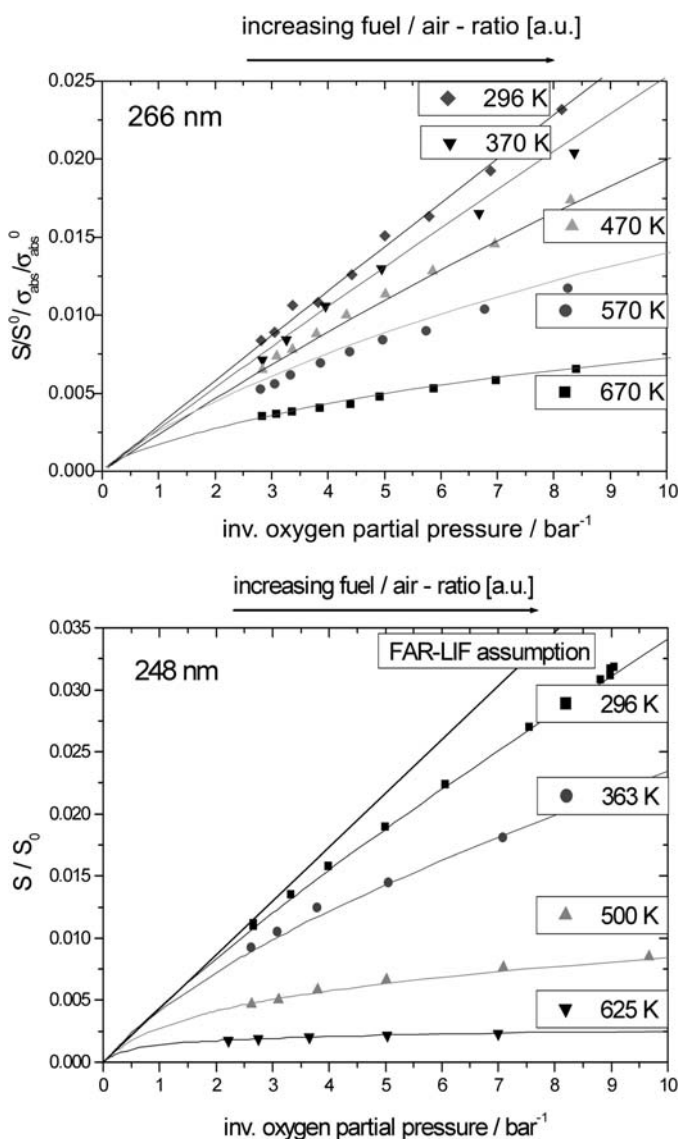 increasing fuel / air - ratio [a.u.]
0.025
0.020
0.015
0.010
0.005
0.000
S/S⁰/ σ_abs/σ_abs⁰
266 nm
296 K
370 K
470 K
570 K
670 K
0 1 2 3 4 5 6 7 8 9 10
inv. oxygen partial pressure / bar⁻¹
increasing fuel / air - ratio [a.u.]
0.035
0.030
0.025
0.020
0.015
0.010
0.005
0.000
S / S₀
248 nm
FAR-LIF assumption
296 K
363 K
500 K
625 K
0 1 2 3 4 5 6 7 8 9 10
inv. oxygen partial pressure / bar⁻¹